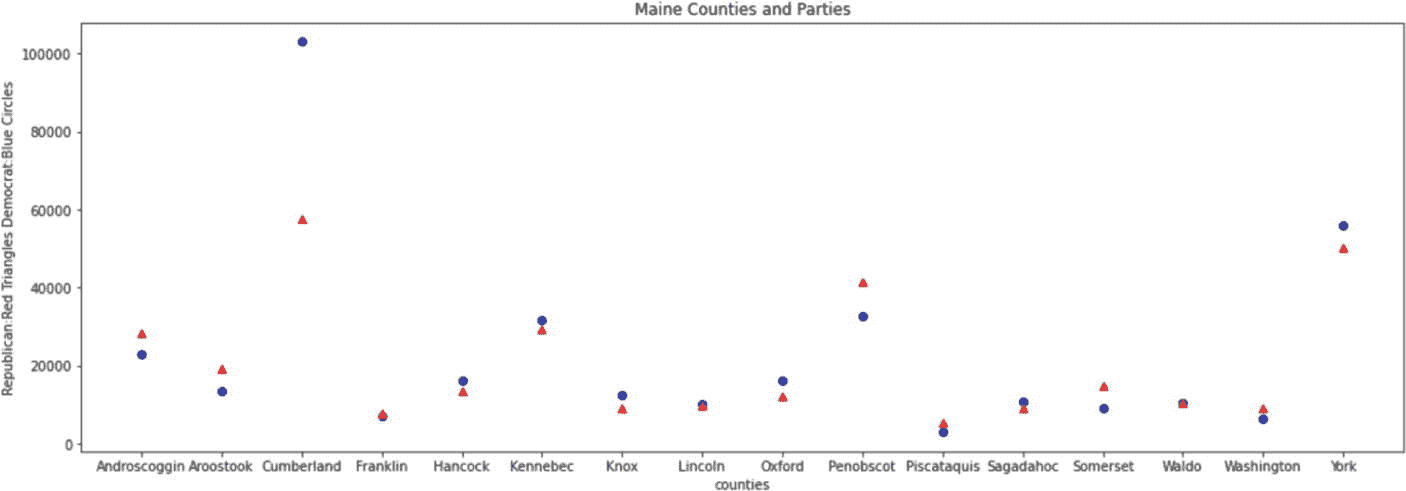 Maine Counties and Parties
Republican:Red Triangles Democrat:Blue Circles
100000
80000
60000
40000
20000
0
Androscoggin Aroostook Cumberland Franklin Hancock Kennebec Knox Lincoln Oxford Penobscot Piscataquis Sagadahoc Somerset Waldo Washington York
counties